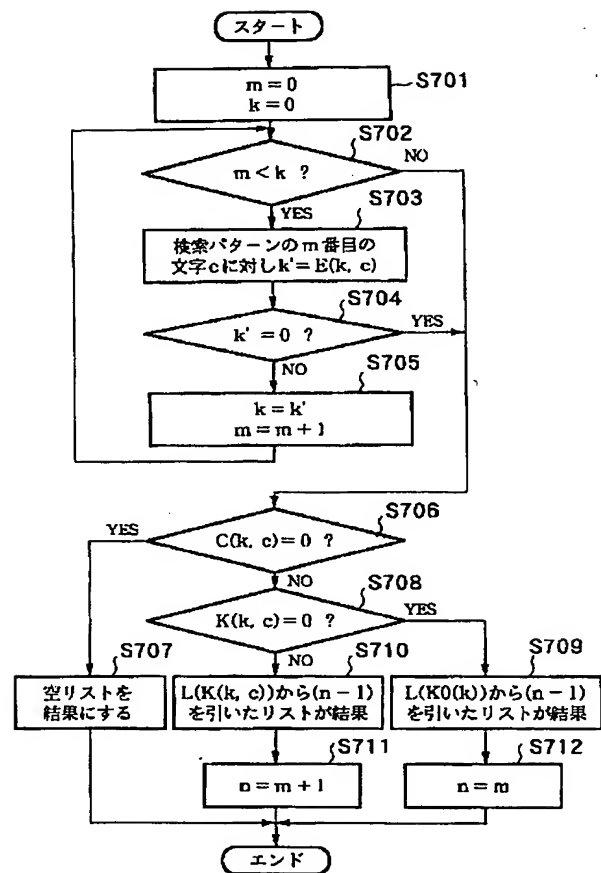 スタート
S701
m=0
k=0
S702
m<k ?
NO
YES
S703
検索パターンのm番目の
文字cに対しk'=E(k, c)
S704
k'=0 ?
YES
NO
S705
k=k'
m=m+1
S706
C(k, c)=0 ?
YES
NO
S708
K(k, c)=0 ?
YES
NO
S707
空リストを
結果にする
S710
L(K(k, c))から(n-1)
を引いたリストが結果
S709
L(K0(k))から(n-1)
を引いたリストが結果
S711
n=m+1
S712
n=m
エンド